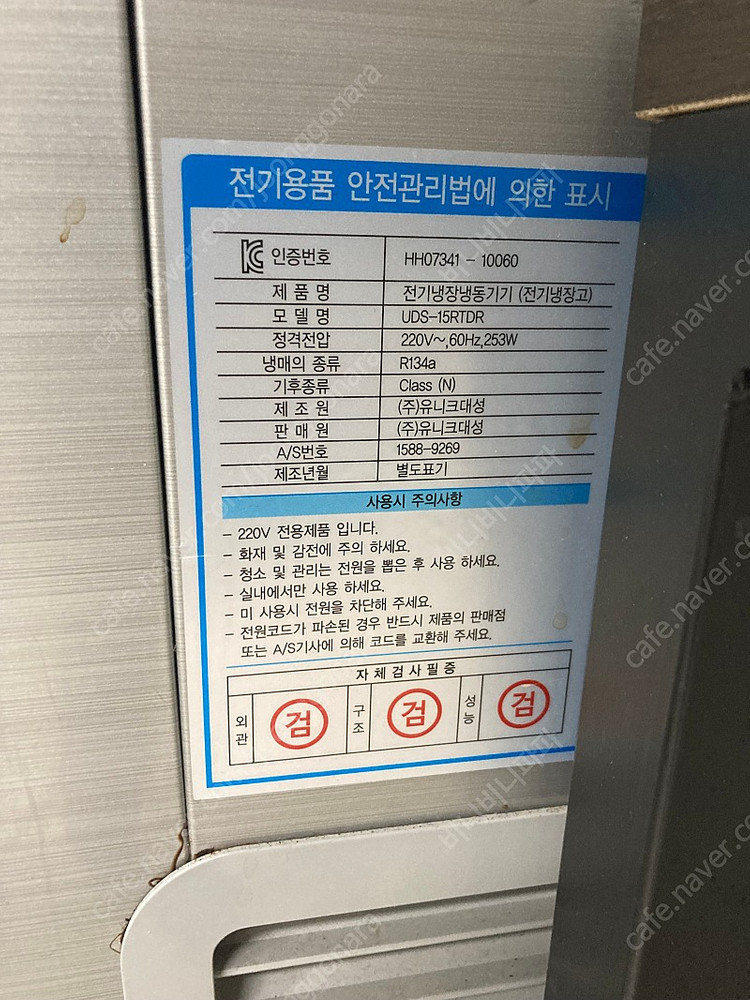 전기용품 안전관리법에 의한 표시
KC 인증번호 HH07341 - 10060
제 품 명 전기냉장냉동기기 (전기냉장고)
모 델 명 UDS-15RTDR
정격전압 220V~,60Hz,253W
냉매의 종류 R134a
기후종류 Class (N)
제 조 원 (주)유니크대성
판 매 원 (주)유니크대성
A/S번호 1588-9269
제조년월 별도표기
사용시 주의사항
- 220V 전용제품 입니다.
- 화재 및 감전에 주의 하세요.
- 청소 및 관리는 전원을 뽑은 후 사용 하세요.
- 실내에서만 사용 하세요.
- 미 사용시 전원을 차단해 주세요.
- 전원코드가 파손된 경우 반드시 제품의 판매점
또는 A/S기사에 의해 코드를 교환해 주세요.
자 체 검 사 필 증
외관 검 구조 검 성능 검
cafe.naver.com/joonggonara
cafe.naver
cafe.naver
cafe.naver